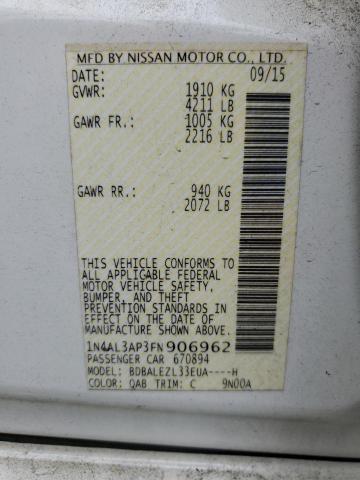 MFD BY NISSAN MOTOR CO., LTD.
DATE: 09/15
GVWR: 1910 KG
4211 LB
GAWR FR.: 1005 KG
2216 LB
GAWR RR.: 940 KG
2072 LB
THIS VEHICLE CONFORMS TO
ALL APPLICABLE FEDERAL
MOTOR VEHICLE SAFETY,
BUMPER, AND THEFT
PREVENTION STANDARDS IN
EFFECT ON THE DATE OF
MANUFACTURE SHOWN ABOVE.
1N4AL3AP3FN906962
PASSENGER CAR 670894
MODEL: BDBALEZL33EUA----H
COLOR: QAB TRIM: C 9N00A